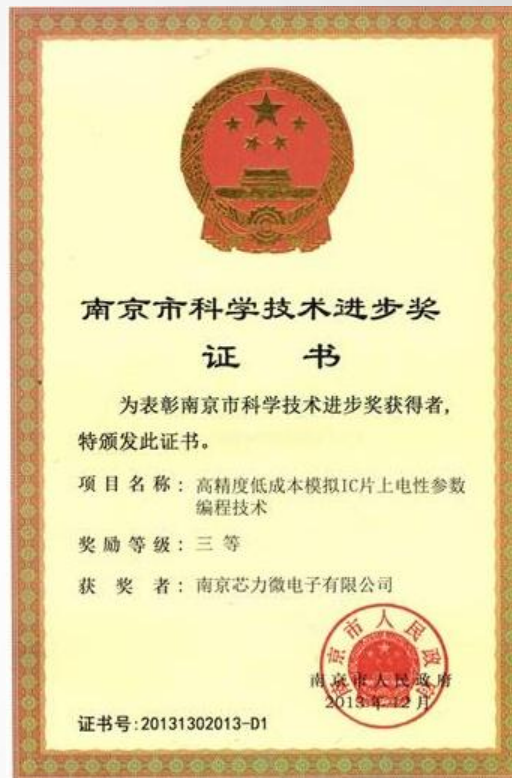 南京市科学技术进步奖
证 书
为表彰南京市科学技术进步奖获得者,
特颁发此证书。
项目名称: 高精度低成本模拟IC片上电性参数
编程技术
奖励等级: 三等
获 奖 者: 南京芯力微电子有限公司
南京市人民政府
南京市人民政府
2013年12月
证书号:20131302013-D1